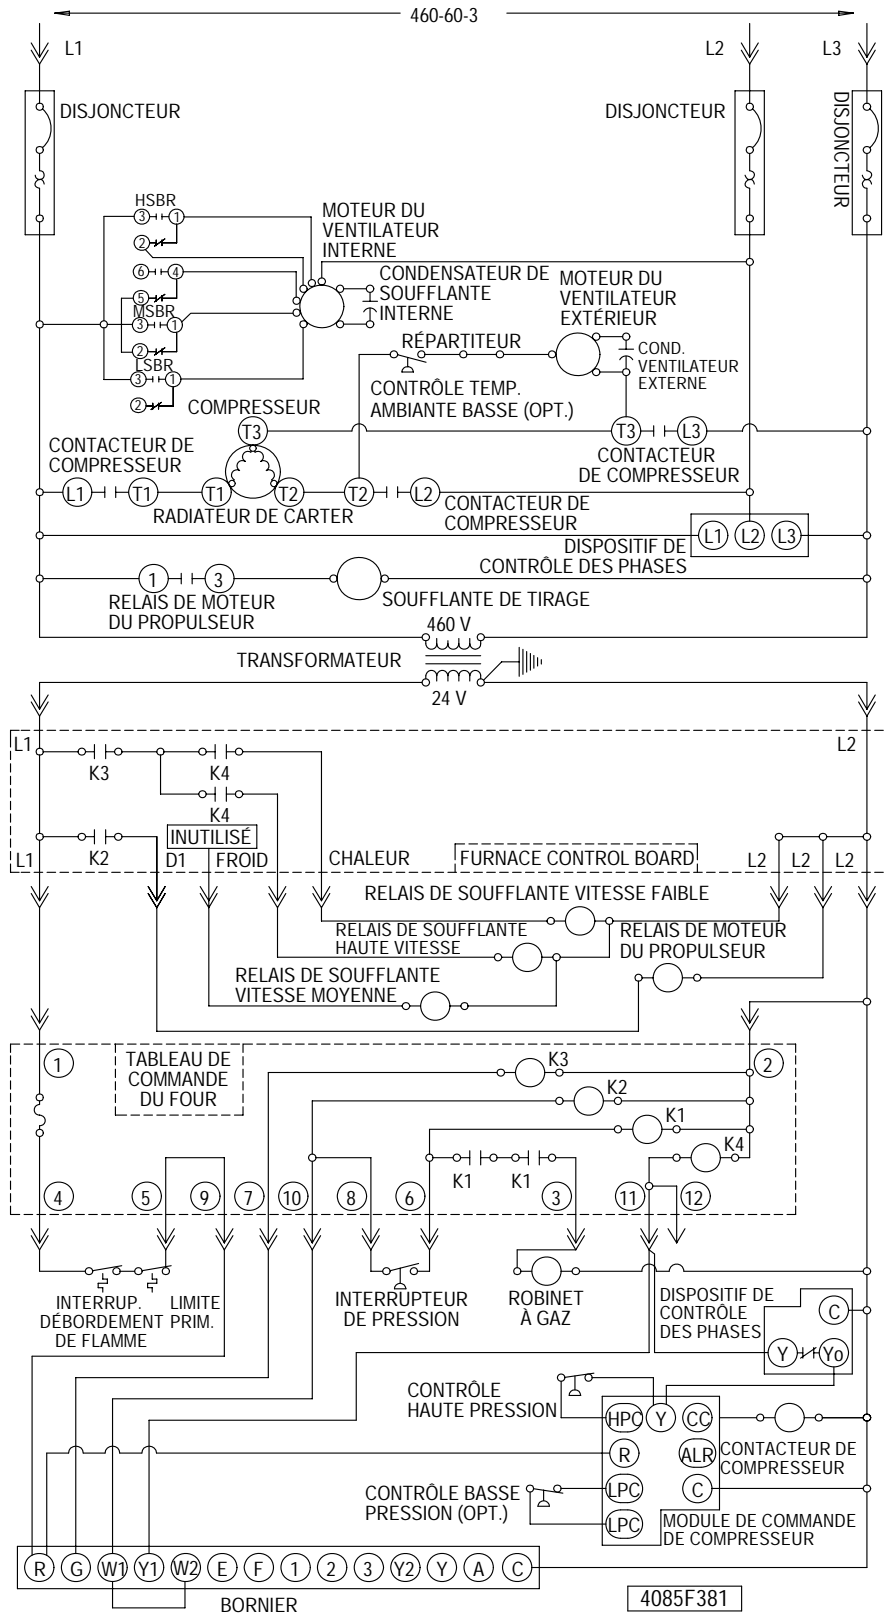 460-60-3
L1
L2
L3
DISJONCTEUR
DISJONCTEUR
DISJONCTEUR
HSBR
3
1
2
6
4
5
MSBR
3
1
2
LSBR
3
1
2
MOTEUR DU
VENTILATEUR
INTERNE
CONDENSATEUR DE
SOUFFLANTE
INTERNE
MOTEUR DU
VENTILATEUR
EXTÉRIEUR
RÉPARTITEUR
COND.
VENTILATEUR
EXTERNE
CONTRÔLE TEMP.
AMBIANTE BASSE (OPT.)
COMPRESSEUR
T3
T3
L3
CONTACTEUR DE
COMPRESSEUR
CONTACTEUR
DE COMPRESSEUR
L1
T1
T1
T2
T2
L2
RADIATEUR DE CARTER
CONTACTEUR DE
COMPRESSEUR
L1
L2
L3
DISPOSITIF DE
CONTRÔLE DES PHASES
1
3
RELAIS DE MOTEUR
DU PROPULSEUR
SOUFFLANTE DE TIRAGE
460 V
TRANSFORMATEUR
24 V
L1
L2
K3
K4
K4
K2
INUTILISÉ
L1
D1
FROID
CHALEUR
FURNACE CONTROL BOARD
L2
L2
L2
RELAIS DE SOUFFLANTE VITESSE FAIBLE
RELAIS DE SOUFFLANTE
HAUTE VITESSE
RELAIS DE MOTEUR
DU PROPULSEUR
RELAIS DE SOUFFLANTE
VITESSE MOYENNE
1
TABLEAU DE
COMMANDE
DU FOUR
K3
2
K2
K1
K4
K1
K1
4
5
9
7
10
8
6
3
11
12
INTERRUP.
DÉBORDEMENT
DE FLAMME
LIMITE
PRIM.
INTERRUPTEUR
DE PRESSION
ROBINET
À GAZ
DISPOSITIF DE
CONTRÔLE
DES PHASES
C
Y
Yo
CONTRÔLE
HAUTE PRESSION
HPC
Y
CC
R
ALR
CONTACTEUR DE
COMPRESSEUR
CONTRÔLE BASSE
PRESSION (OPT.)
LPC
C
LPC
MODULE DE COMMANDE
DE COMPRESSEUR
R
G
W1
Y1
W2
E
F
1
2
3
Y2
Y
A
C
BORNIER
4085F381